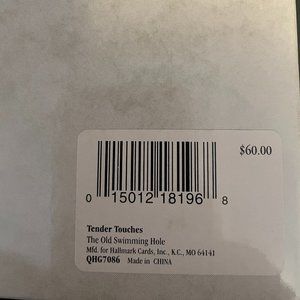 $60.00
0 15012 18196 8
Tender Touches
The Old Swimming Hole
Mfd. for Hallmark Cards, Inc., K.C., MO 64141
QHG7086 Made in CHINA